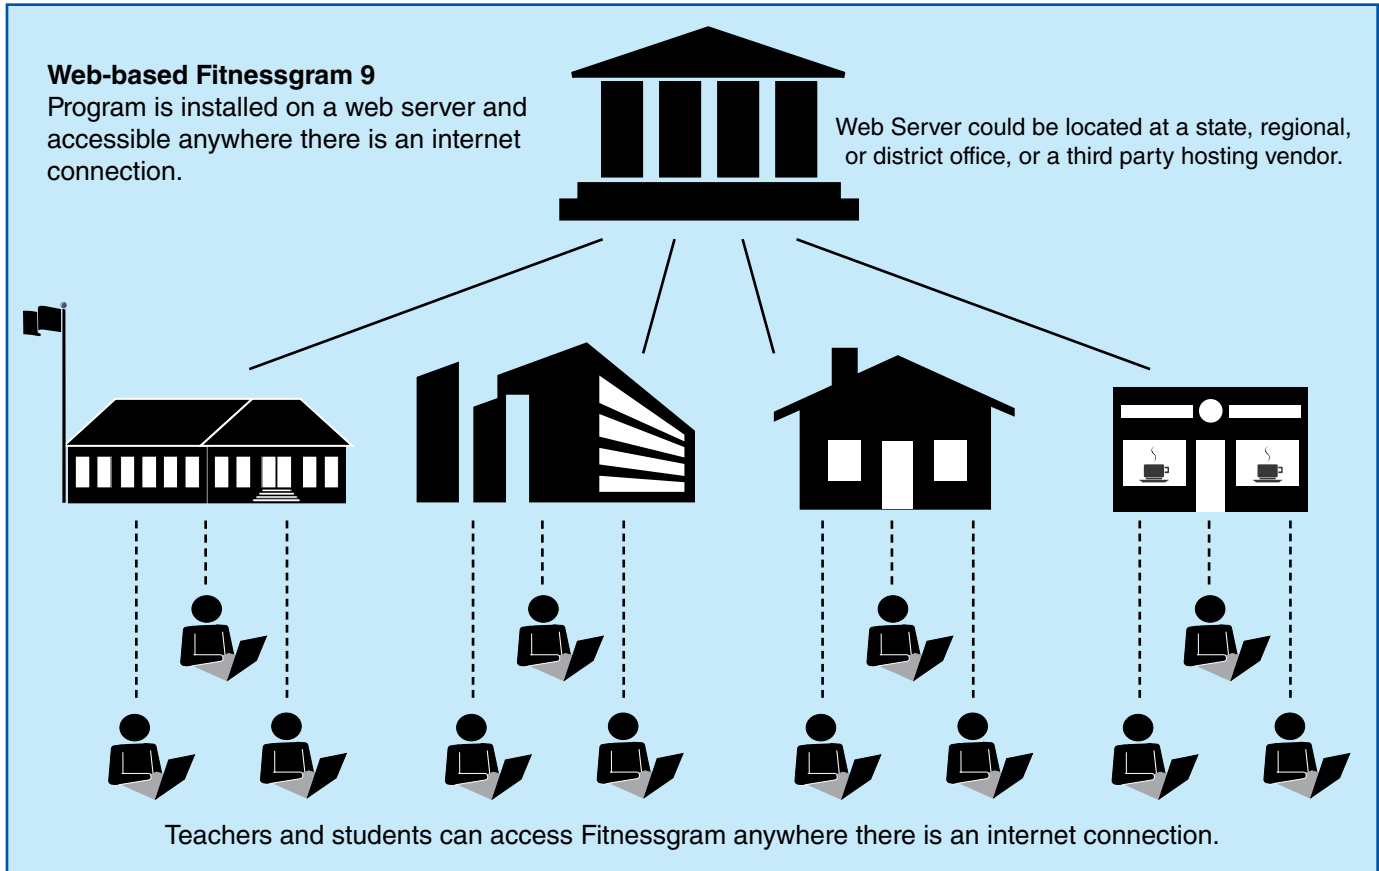 Web-based Fitnessgram 9
Program is installed on a web server and
accessible anywhere there is an internet
connection.
Web Server could be located at a state, regional,
or district office, or a third party hosting vendor.
Teachers and students can access Fitnessgram anywhere there is an internet connection.